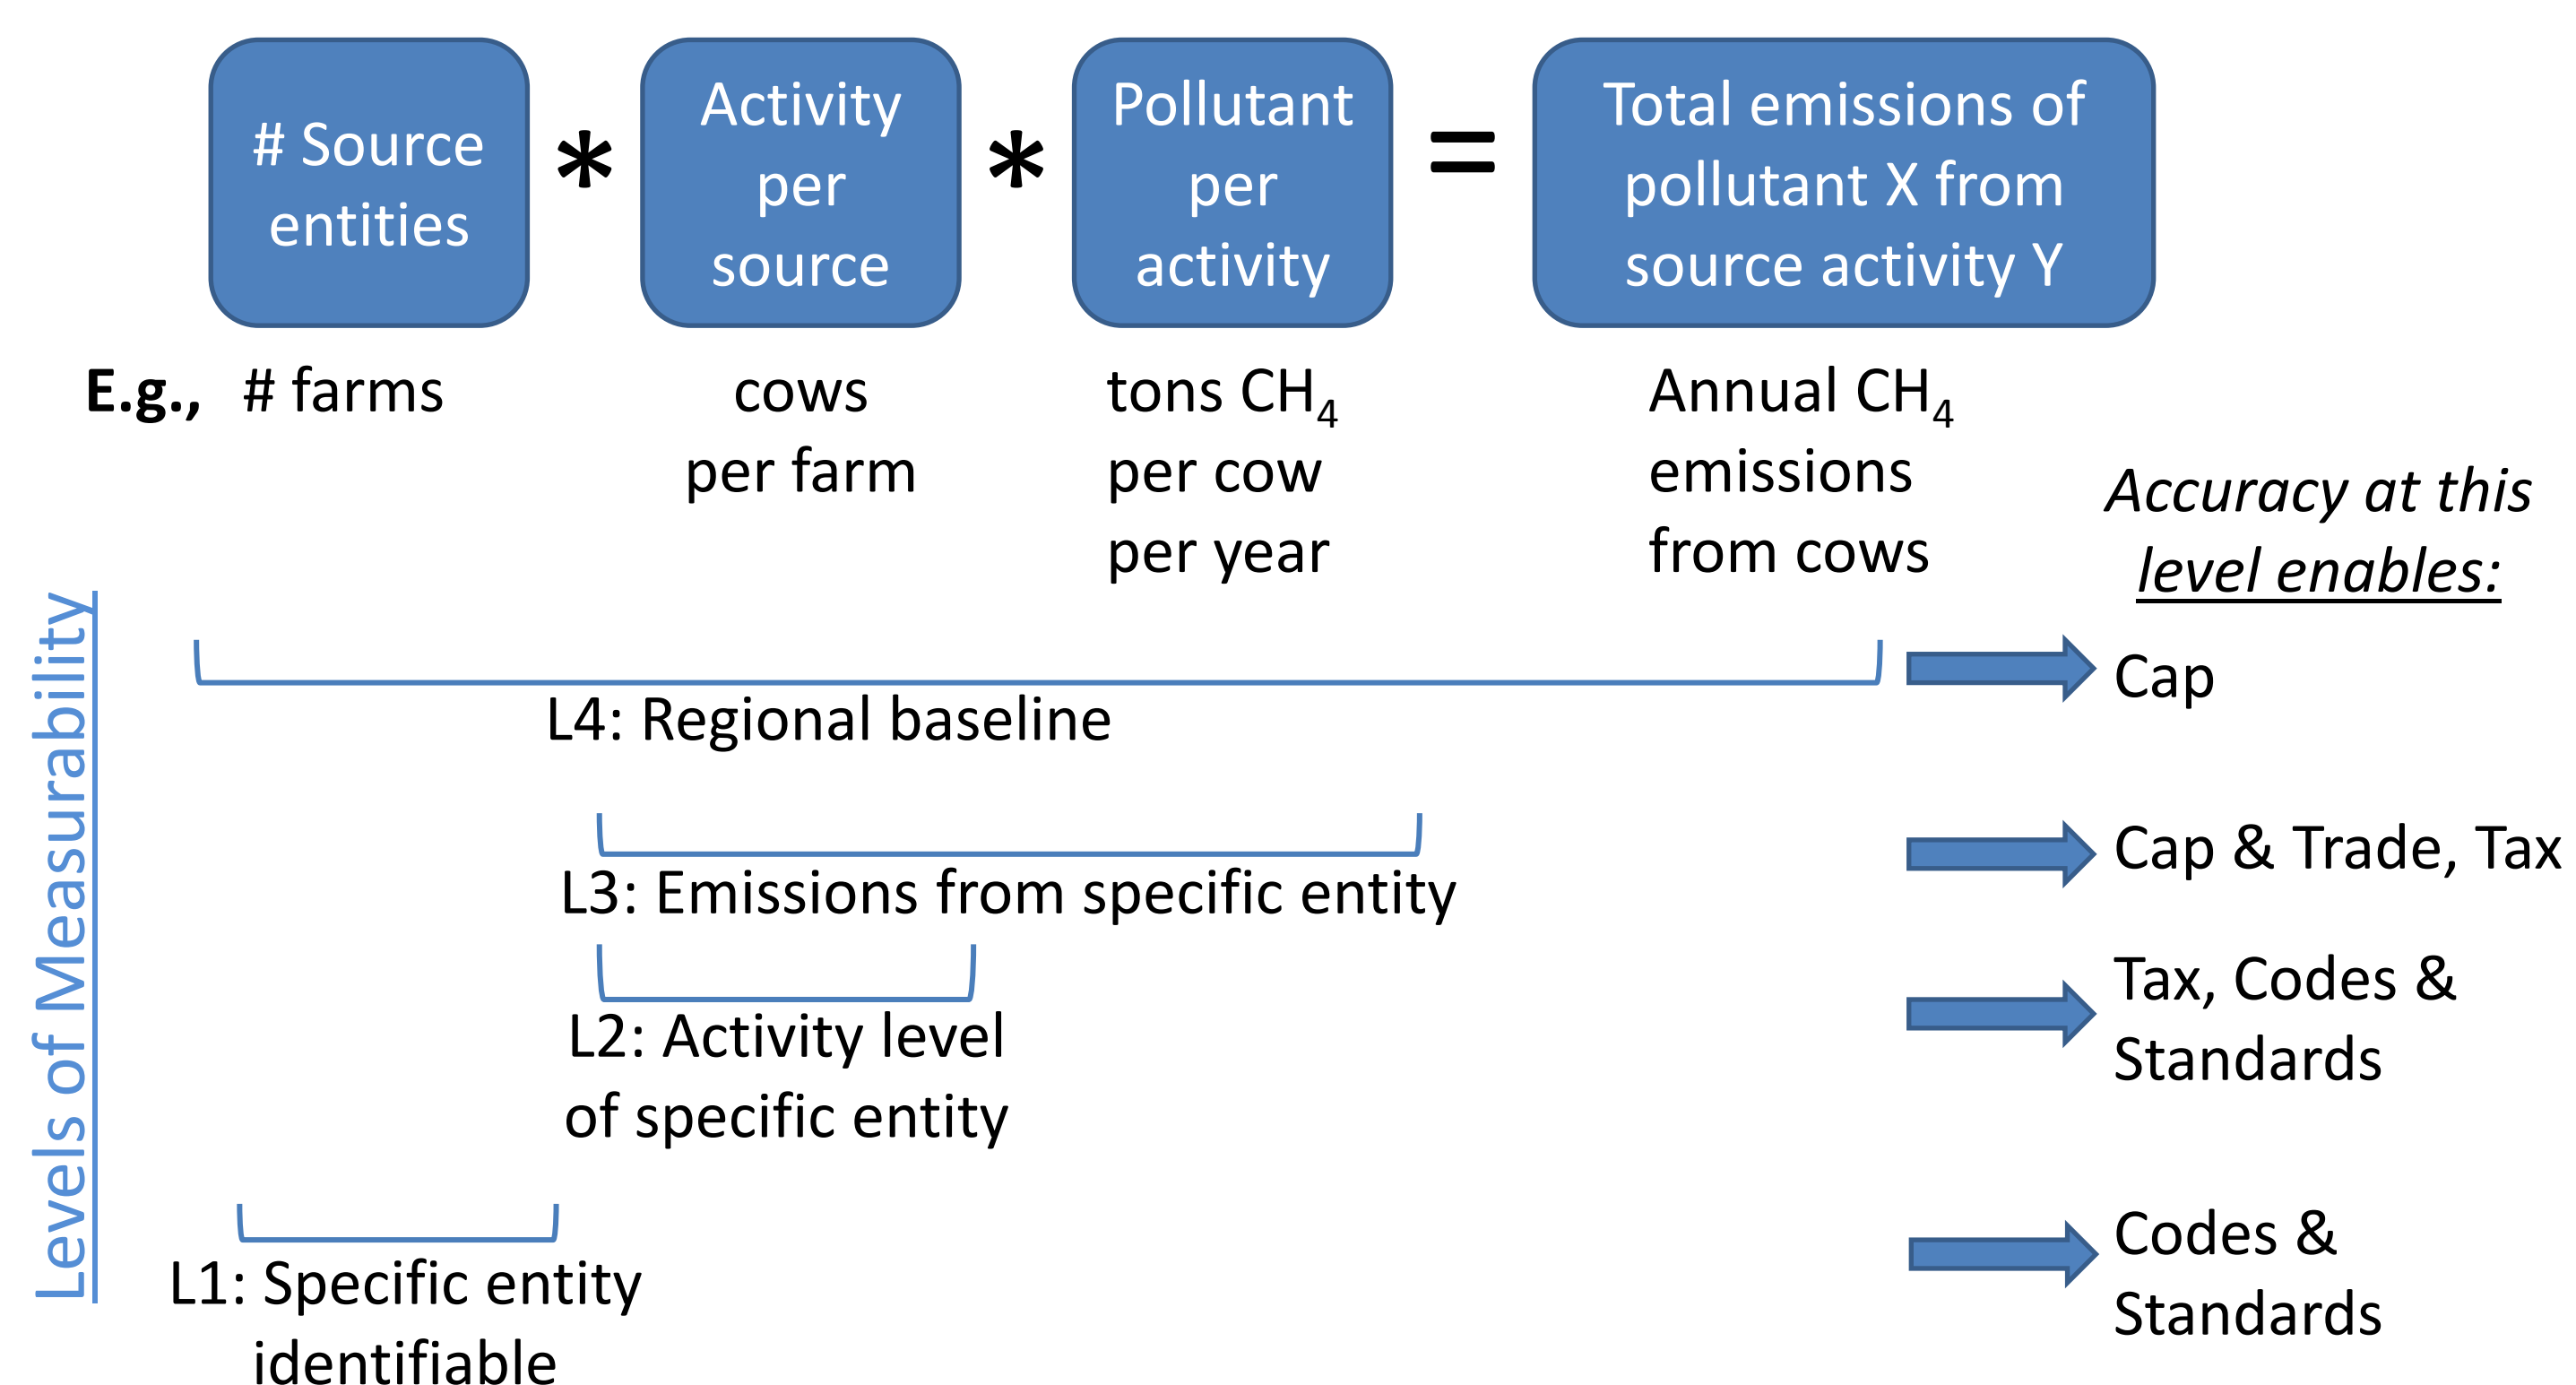 # Source
entities
*
Activity
per
source
*
Pollutant
per
activity
=
Total emissions of
pollutant X from
source activity Y
E.g., # farms
cows
per farm
tons CH₄
per cow
per year
Annual CH₄
emissions
from cows
Accuracy at this
level enables:
Levels of Measurability
L4: Regional baseline
Cap
L3: Emissions from specific entity
Cap & Trade, Tax
L2: Activity level
of specific entity
Tax, Codes &
Standards
L1: Specific entity
identifiable
Codes &
Standards